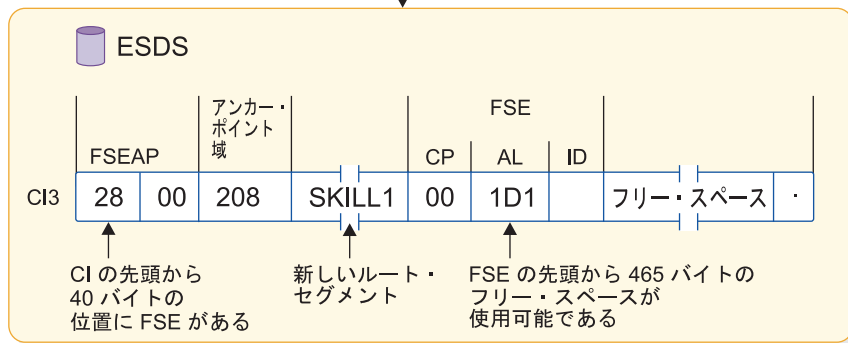 ESDS
アンカー・
ポイント
域
FSE
FSEAP
CP AL ID
CI3 28 00 208 SKILL1 00 1D1 フリー・スペース ・
CI の先頭から
40 バイトの
位置に FSE がある
新しいルート・
セグメント
FSE の先頭から 465 バイトの
フリー・スペースが
使用可能である